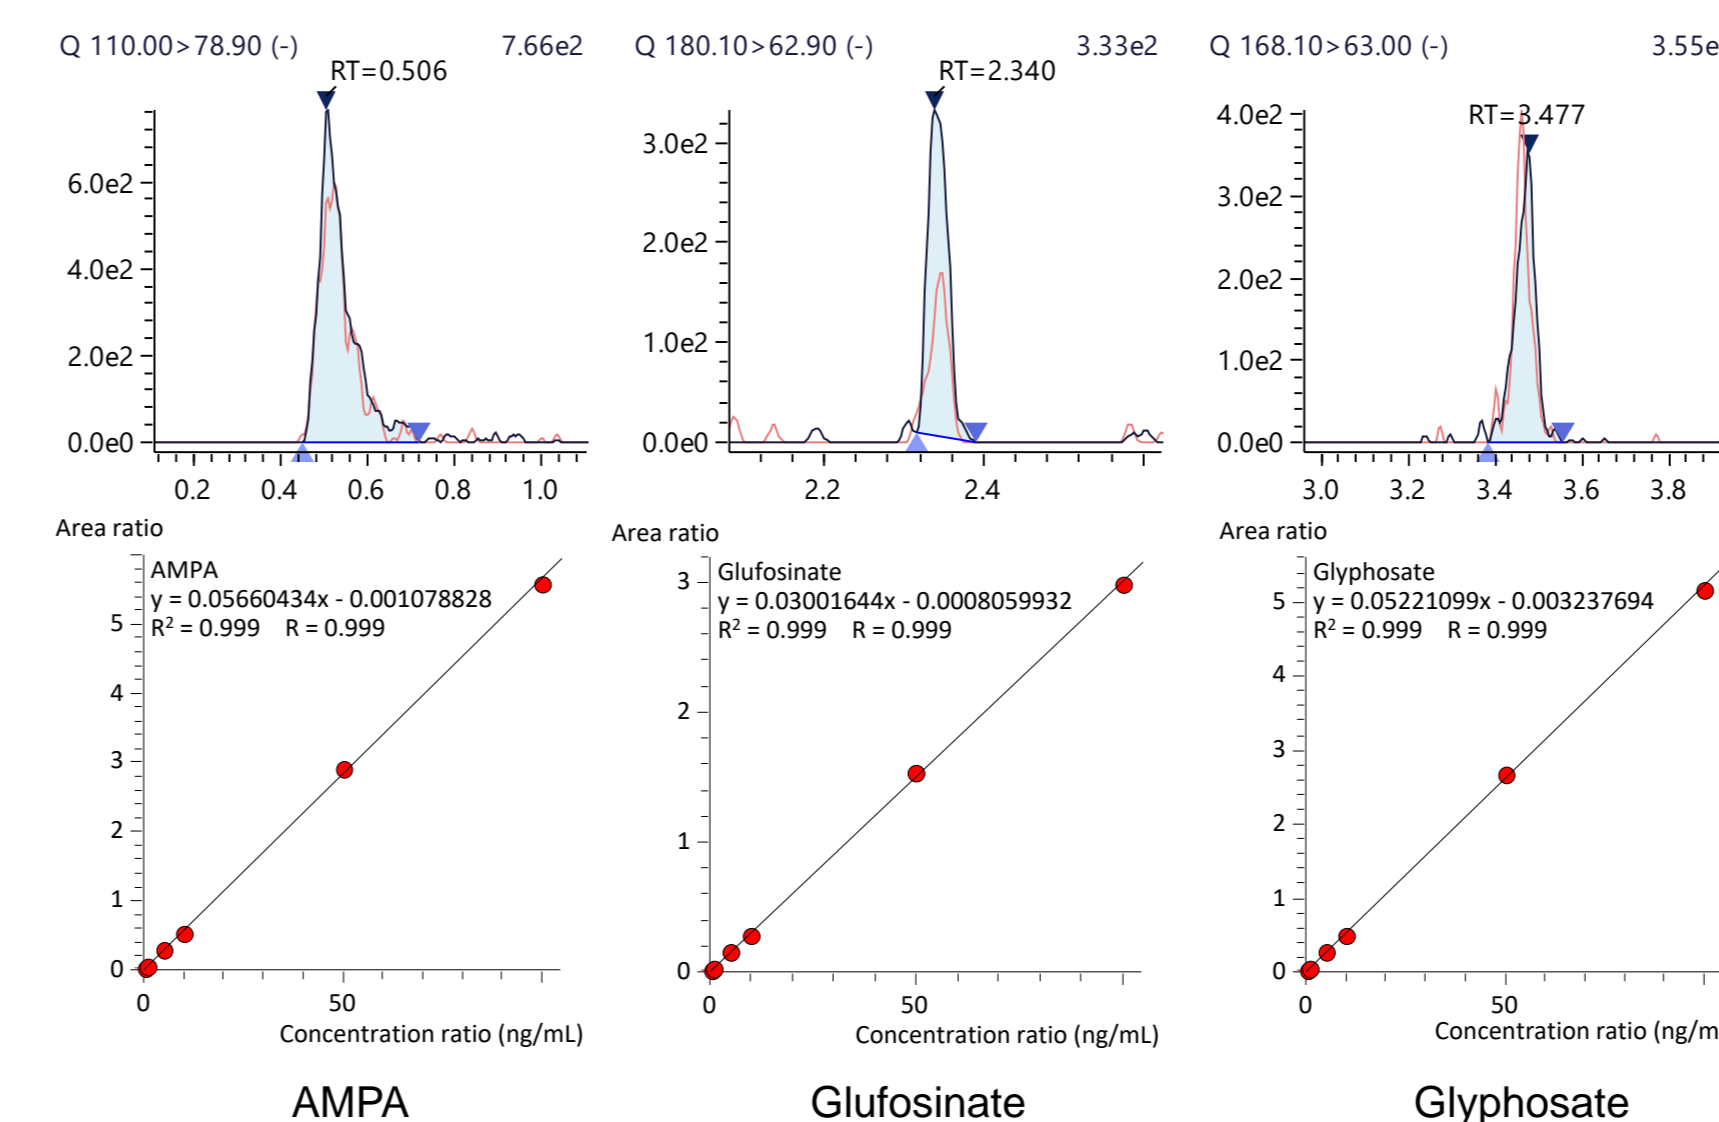 Q 110.00>78.90 (-) 7.66e2
RT=0.506
6.0e2
4.0e2
2.0e2
0.0e0
0.2 0.4 0.6 0.8 1.0
Q 180.10>62.90 (-) 3.33e2
RT=2.340
3.0e2
2.0e2
1.0e2
0.0e0
2.2 2.4
Q 168.10>63.00 (-) 3.55e
RT=3.477
4.0e2
3.0e2
2.0e2
1.0e2
0.0e0
3.0 3.2 3.4 3.6 3.8
Area ratio
AMPA
y = 0.05660434x - 0.001078828
R² = 0.999 R = 0.999
5
4
3
2
1
0
0 50
Concentration ratio (ng/mL)
AMPA
Area ratio
Glufosinate
y = 0.03001644x - 0.0008059932
R² = 0.999 R = 0.999
3
2
1
0
0 50
Concentration ratio (ng/mL)
Glufosinate
Area ratio
Glyphosate
y = 0.05221099x - 0.003237694
R² = 0.999 R = 0.999
5
4
3
2
1
0
0 50
Concentration ratio (ng/m
Glyphosate